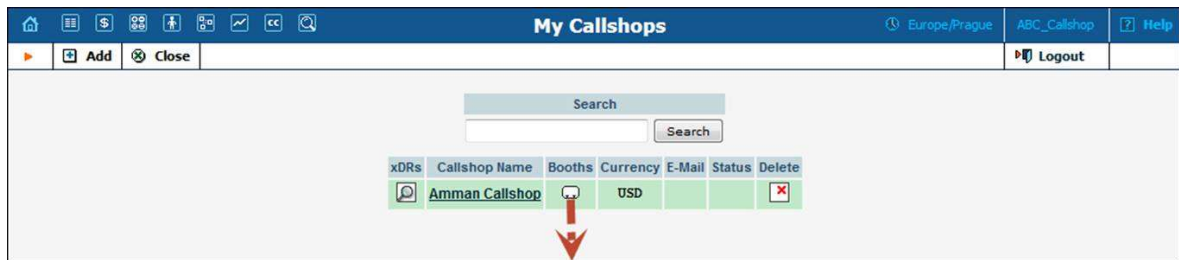 $ cc My Callshops Europe/Prague ABC_Callshop ? Help
+ Add Close Logout
Search
Search
xDRs Callshop Name Booths Currency E-Mail Status Delete
Amman Callshop USD